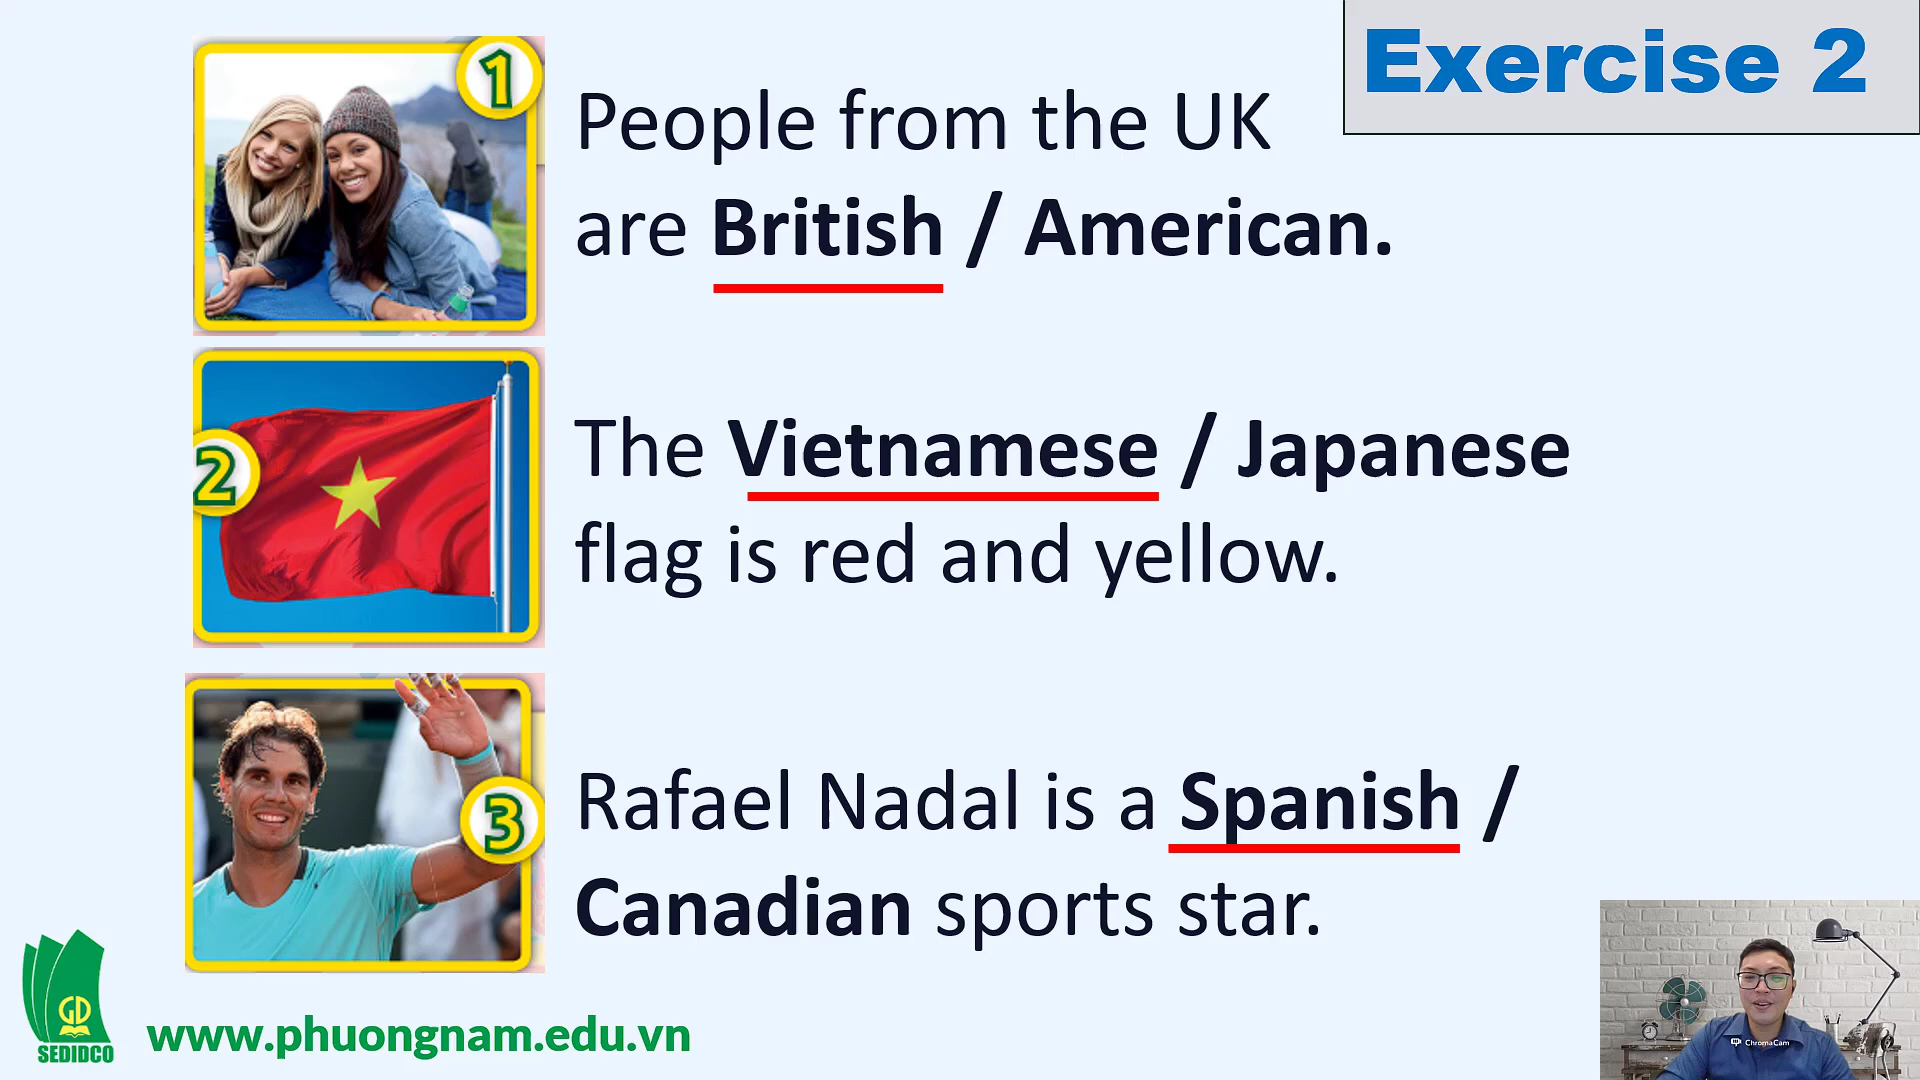 Exercise 2
1
People from the UK
are British / American.
2
The Vietnamese / Japanese
flag is red and yellow.
3
Rafael Nadal is a Spanish /
Canadian sports star.
GD
SEDIDCO
www.phuongnam.edu.vn
ChromaCam